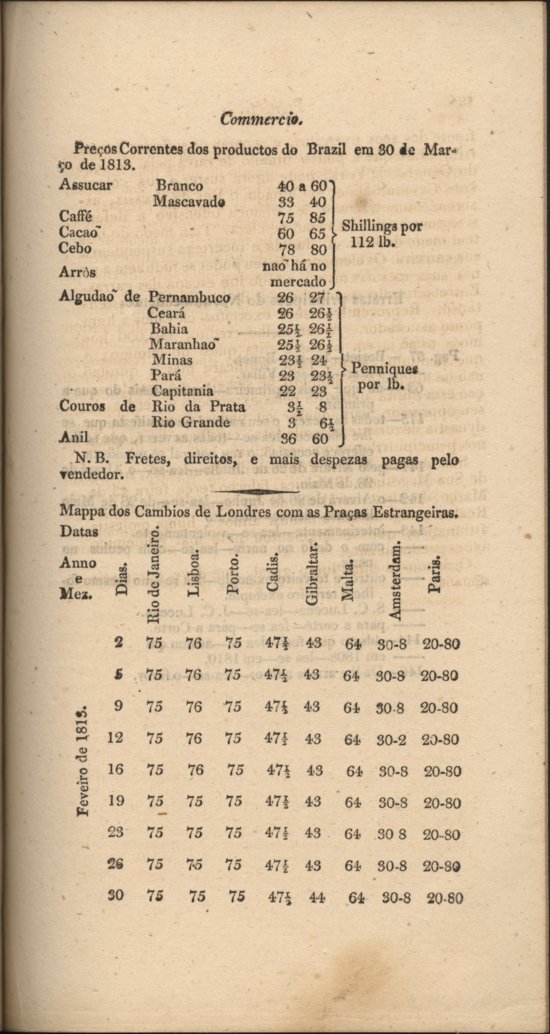 Commercio.
Preços Correntes dos productos do Brazil em 30 de Mar-
ço de 1813.
Assucar Branco 40 a 60
Mascavado 33 40
Caffé 75 85
Cacao~ 60 65
Cebo 78 80
Shillings por
112 lb.
Arròs nao~ há no
mercado
Algudao~ de Pernambuco 26 27
Ceará 26 26½
Bahia 25½ 26½
Maranhao~ 25½ 26½
Minas 23½ 24
Pará 23 23½
Capitania 22 23
Penniques
por lb.
Couros de Rio da Prata 3½ 8
Rio Grande 3 6½
Anil 36 60
N. B. Fretes, direitos, e mais despezas pagas pelo
vendedor.
Mappa dos Cambios de Londres com as Praças Estrangeiras.
Datas
Anno
e
Mez.
Dias. Rio de Janeiro. Lisboa. Porto. Cadis. Gibraltar. Malta. Amsterdam. Paris.
Feveiro de 1813.
2 75 76 75 47½ 43 64 30-8 20-80
5 75 76 75 47½ 43 64 30-8 20-80
9 75 76 75 47½ 43 64 30-8 20-80
12 75 76 75 47½ 43 64 30-2 20-80
16 75 76 75 47½ 43 64 30-8 20-80
19 75 75 75 47½ 43 64 30-8 20-80
23 75 75 75 47½ 43 64 30 8 20-80
26 75 75 75 47½ 43 64 30-8 20-80
30 75 75 75 47½ 44 64 30-8 20-80